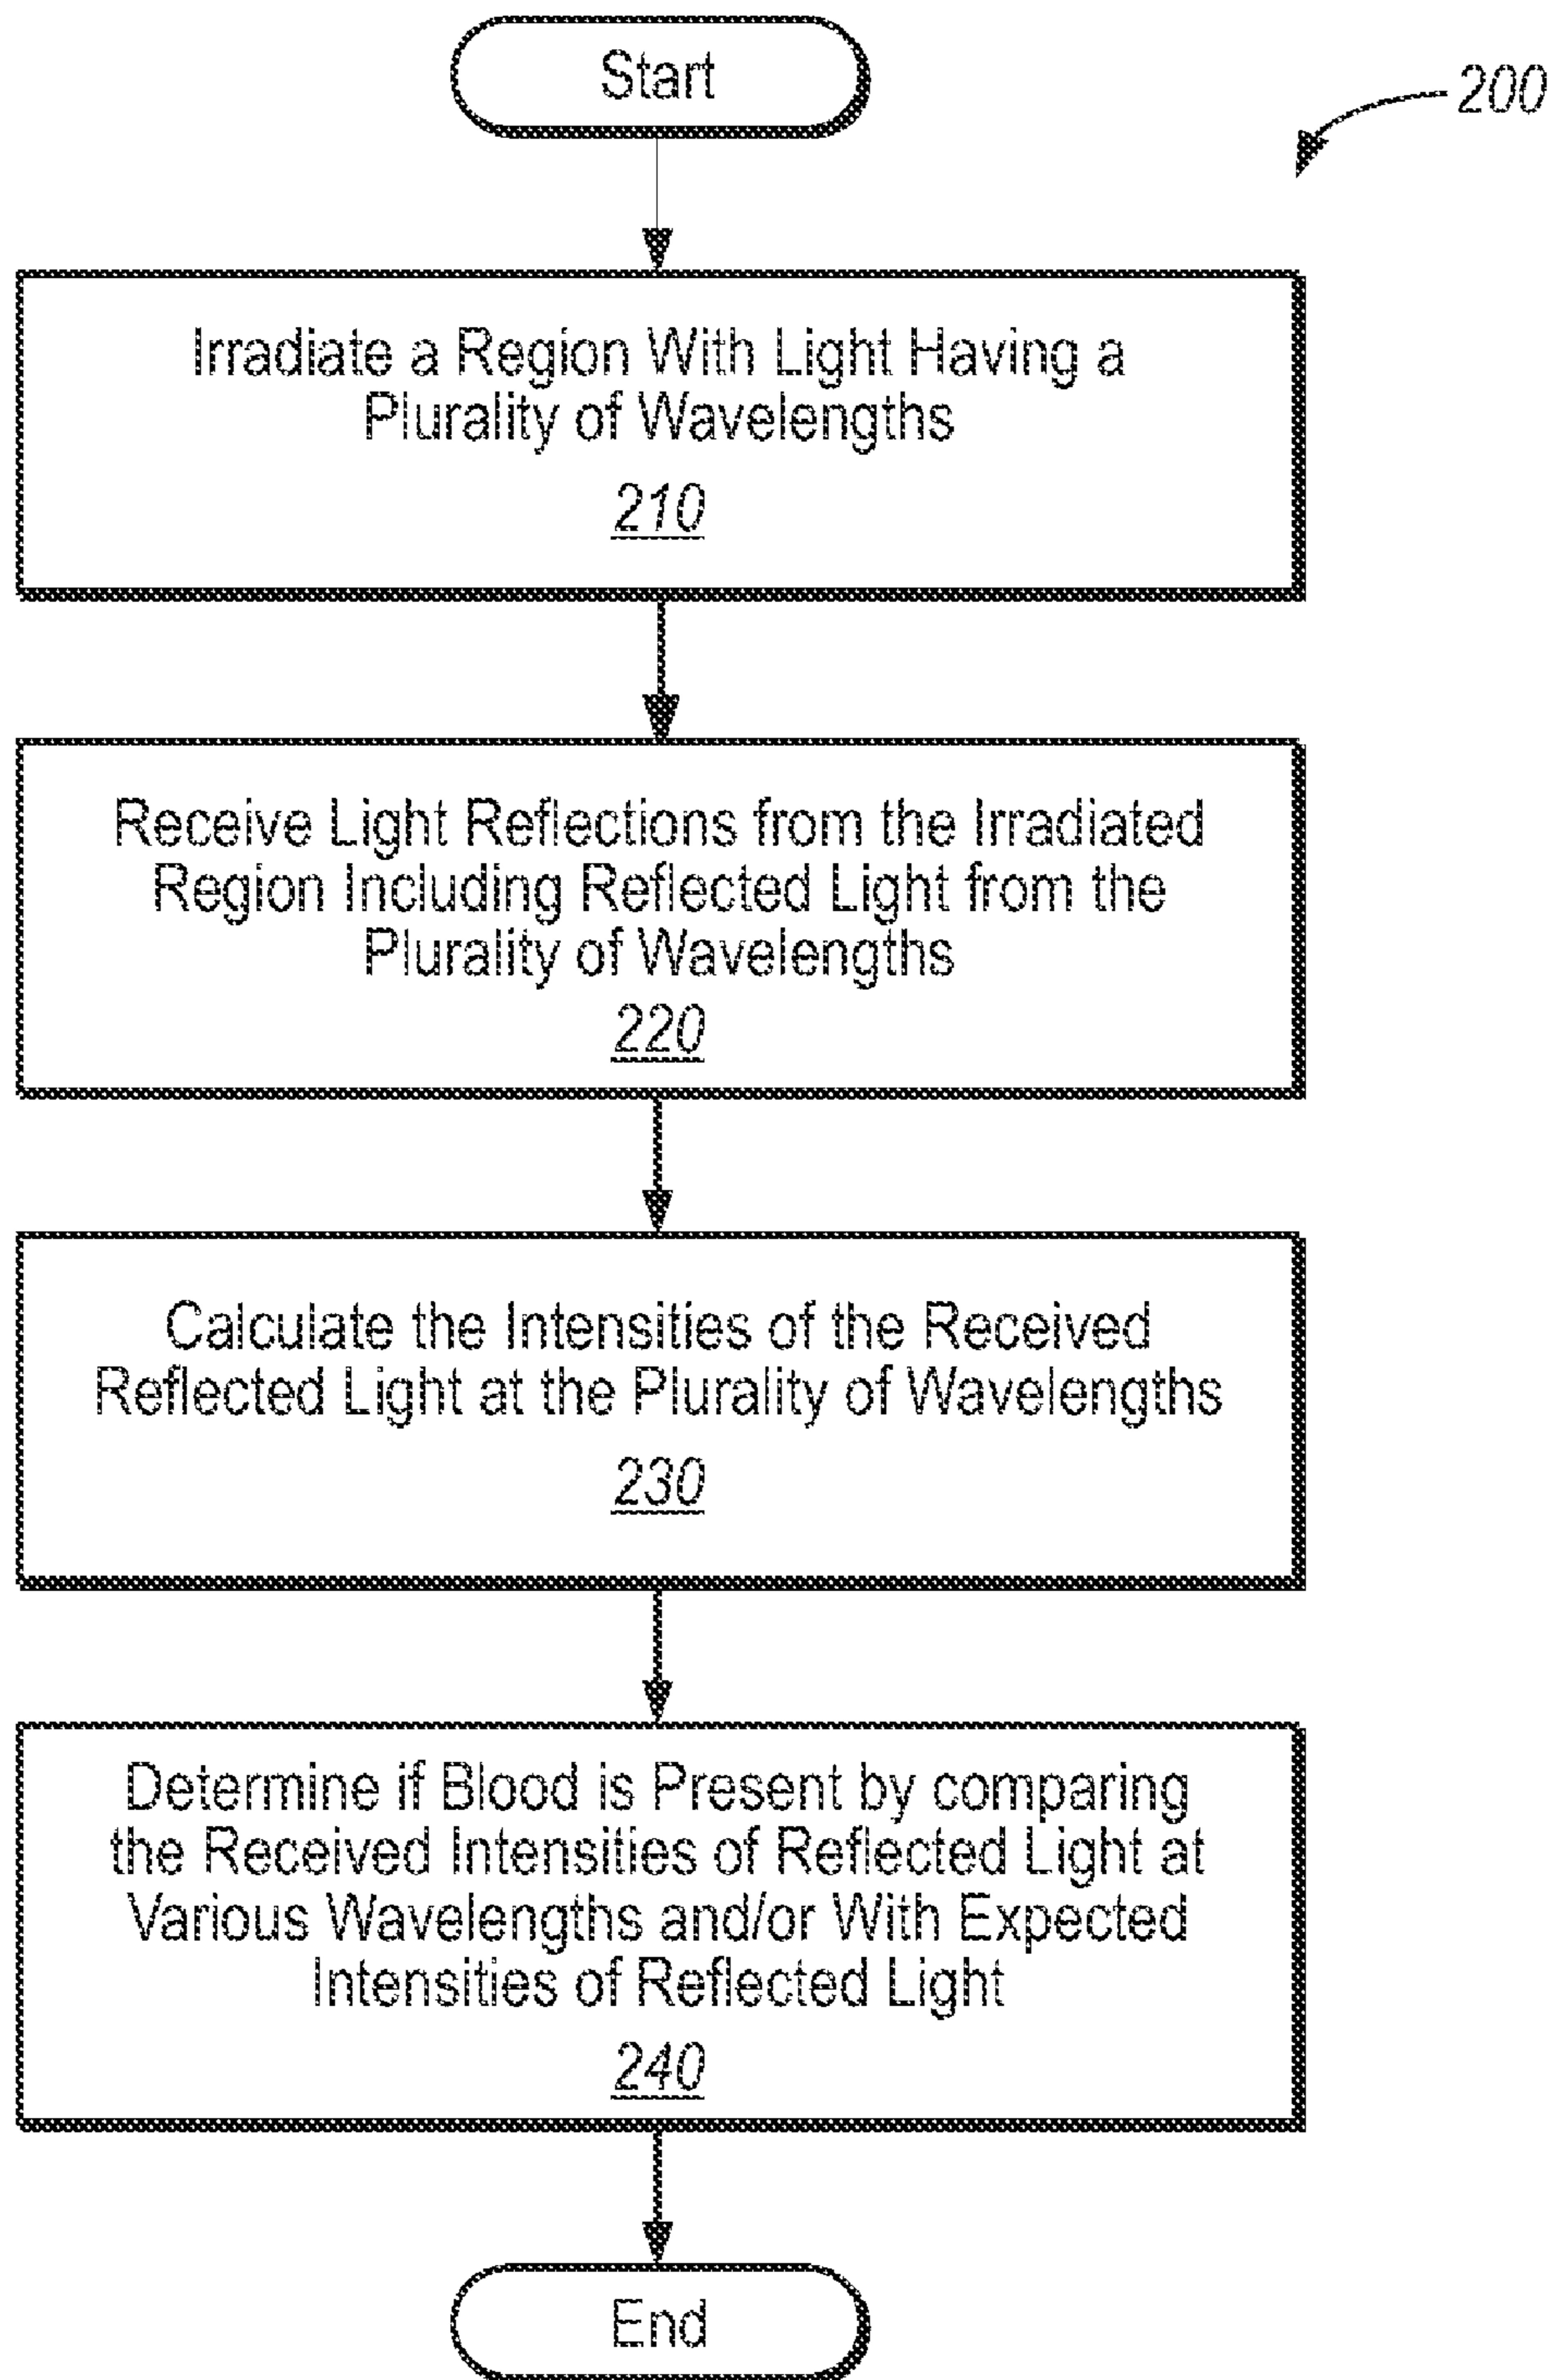 Start
200
Irradiate a Region With Light Having a
Plurality of Wavelengths
210
Receive Light Reflections from the Irradiated
Region Including Reflected Light from the
Plurality of Wavelengths
220
Calculate the Intensities of the Received
Reflected Light at the Plurality of Wavelengths
230
Determine if Blood is Present by comparing
the Received Intensities of Reflected Light at
Various Wavelengths and/or With Expected
Intensities of Reflected Light
240
End